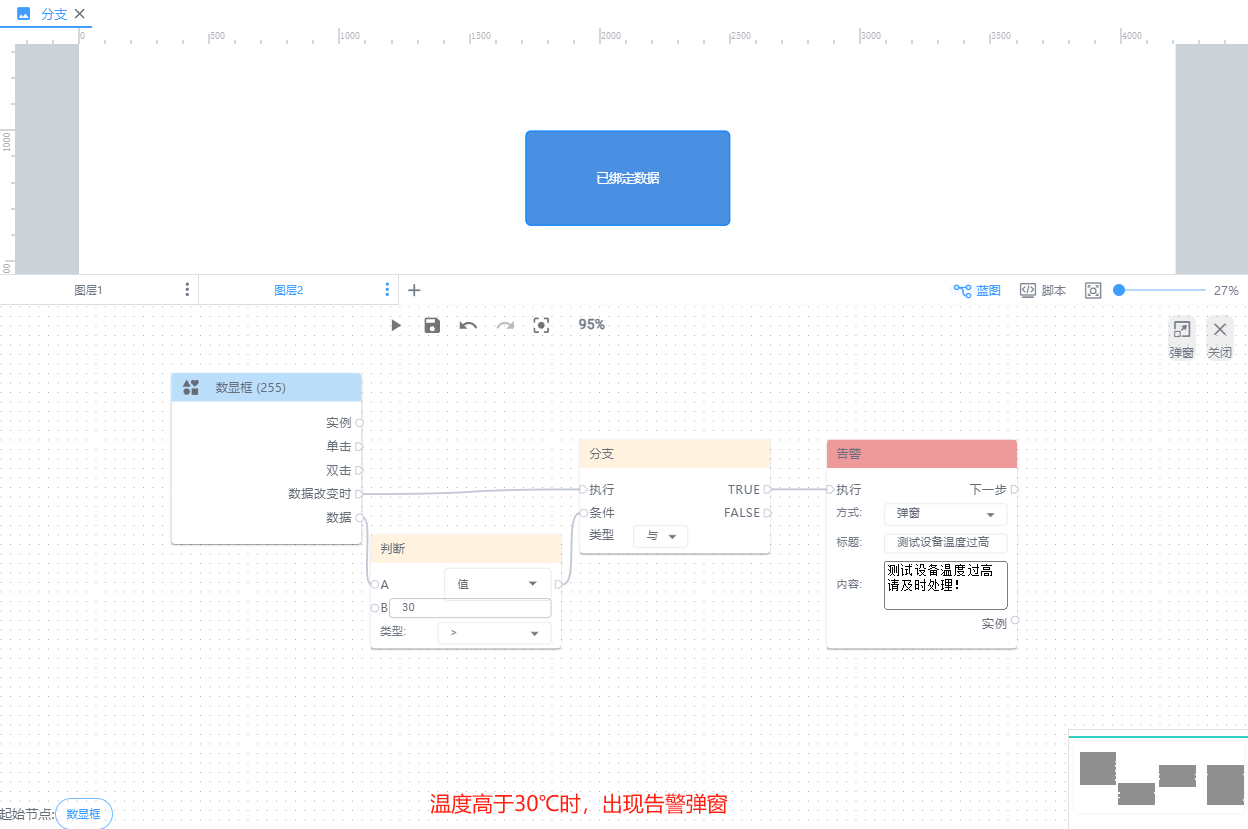 分支
0 500 1000 1500 2000 2500 3000 3500 4000
1000
已绑定数据
00
图层1 图层2 蓝图 脚本 27%
95%
弹窗 关闭
数显框 (255)
实例
单击
双击
数据改变时
数据
判断
A 值
B 30
类型: >
分支
执行 TRUE
条件 FALSE
类型 与
告警
执行 下一步
方式: 弹窗
标题: 测试设备温度过高
内容: 测试设备温度过高
请及时处理!
实例
温度高于30℃时，出现告警弹窗
起始节点: 数显框